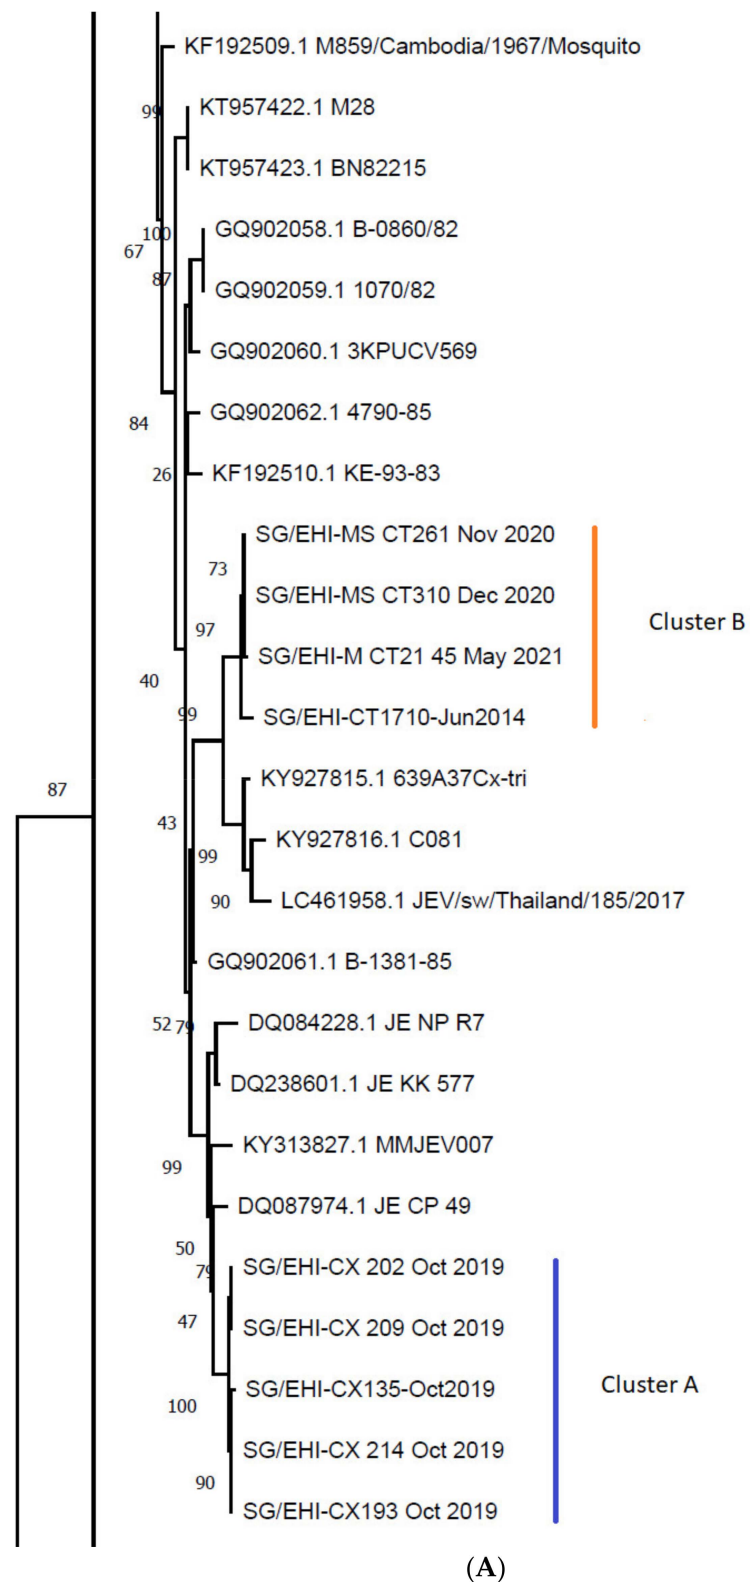 KF192509.1 M859/Cambodia/1967/Mosquito
99
KT957422.1 M28
KT957423.1 BN82215
100
GQ902058.1 B-0860/82
67
87
GQ902059.1 1070/82
GQ902060.1 3KPUCV569
GQ902062.1 4790-85
84
26
KF192510.1 KE-93-83
SG/EHI-MS CT261 Nov 2020
73
SG/EHI-MS CT310 Dec 2020
Cluster B
97
SG/EHI-M CT21 45 May 2021
40
99
SG/EHI-CT1710-Jun2014
KY927815.1 639A37Cx-tri
87
43
KY927816.1 C081
99
90
LC461958.1 JEV/sw/Thailand/185/2017
GQ902061.1 B-1381-85
52
79
DQ084228.1 JE NP R7
DQ238601.1 JE KK 577
KY313827.1 MMJEV007
99
DQ087974.1 JE CP 49
50
79
SG/EHI-CX 202 Oct 2019
47
SG/EHI-CX 209 Oct 2019
SG/EHI-CX135-Oct2019
Cluster A
100
SG/EHI-CX 214 Oct 2019
90
SG/EHI-CX193 Oct 2019
(A)